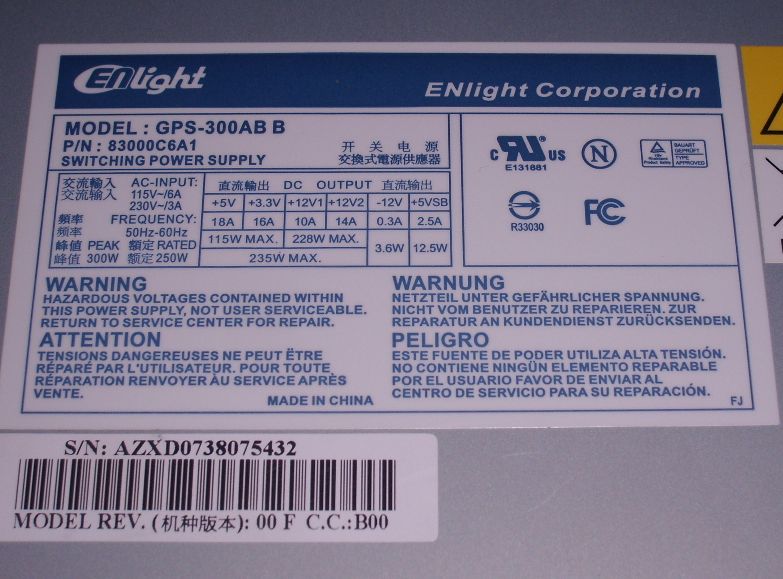 ENlight
ENlight Corporation
MODEL : GPS-300AB B
P/N : 83000C6A1
SWITCHING POWER SUPPLY
开 关 电 源
交換式電源供應器
c UL US
E131881
N
BAUART
GEPRÜFT
TYPE
APPROVED
R33030
FC
交流輸入 AC-INPUT:
交流输入 115V~/6A
230V~/3A
頻率 FREQUENCY:
频率 50Hz-60Hz
峰値 PEAK 額定 RATED
峰值 300W 额定 250W
直流輸出 DC OUTPUT 直流输出
+5V +3.3V +12V1 +12V2 -12V +5VSB
18A 16A 10A 14A 0.3A 2.5A
115W MAX. 228W MAX. 3.6W 12.5W
235W MAX.
WARNING
HAZARDOUS VOLTAGES CONTAINED WITHIN
THIS POWER SUPPLY, NOT USER SERVICEABLE.
RETURN TO SERVICE CENTER FOR REPAIR.
WARNUNG
NETZTEIL UNTER GEFÄHRLICHER SPANNUNG.
NICHT VOM BENUTZER ZU REPARIEREN. ZUR
REPARATUR AN KUNDENDIENST ZURÜCKSENDEN.
ATTENTION
TENSIONS DANGEREUSES NE PEUT ËTRE
RÉPARÉ PAR L'UTILISATEUR. POUR TOUTE
RÉPARATION RENVOYER ÀU SERVICE APRÈS
VENTE.
PELIGRO
ESTE FUENTE DE PODER UTILIZA ALTA TENSIÓN.
NO CONTIENE NINGÚN ELEMENTO REPARABLE
POR EL USUARIO FAVOR DE ENVIAR AL
CENTRO DE SERVICIO PARA SU REPARACIÓN.
MADE IN CHINA
FJ
S/N: AZXD0738075432
MODEL REV. (机种版本): 00 F C.C.:B00